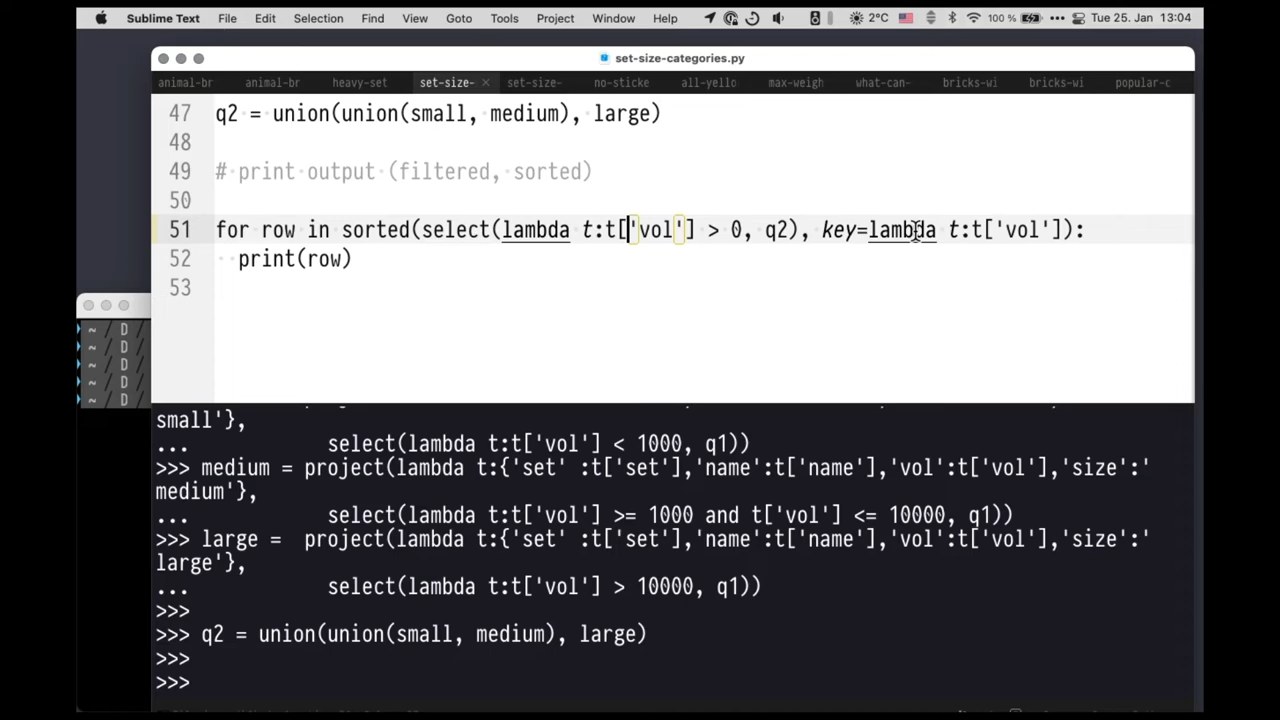 Sublime Text File Edit Selection Find View Goto Tools Project Window Help 2°C 100 % Tue 25. Jan 13:04
set-size-categories.py
animal-br animal-br heavy-set set-size- × set-size- no-sticke all-yello max-weigh what-can- bricks-wi bricks-wi popular-c
47 q2 = union(union(small, medium), large)
48
49 # print output (filtered, sorted)
50
51 for row in sorted(select(lambda t:t['vol'] > 0, q2), key=lambda t:t['vol']):
52 print(row)
53
~ / D /
~ / D /
~ / D /
~ / D /
~ / D /
small'},
... select(lambda t:t['vol'] < 1000, q1))
>>> medium = project(lambda t:{'set' :t['set'],'name':t['name'],'vol':t['vol'],'size':'
medium'},
... select(lambda t:t['vol'] >= 1000 and t['vol'] <= 10000, q1))
>>> large = project(lambda t:{'set' :t['set'],'name':t['name'],'vol':t['vol'],'size':'
large'},
... select(lambda t:t['vol'] > 10000, q1))
>>>
>>> q2 = union(union(small, medium), large)
>>>
>>>